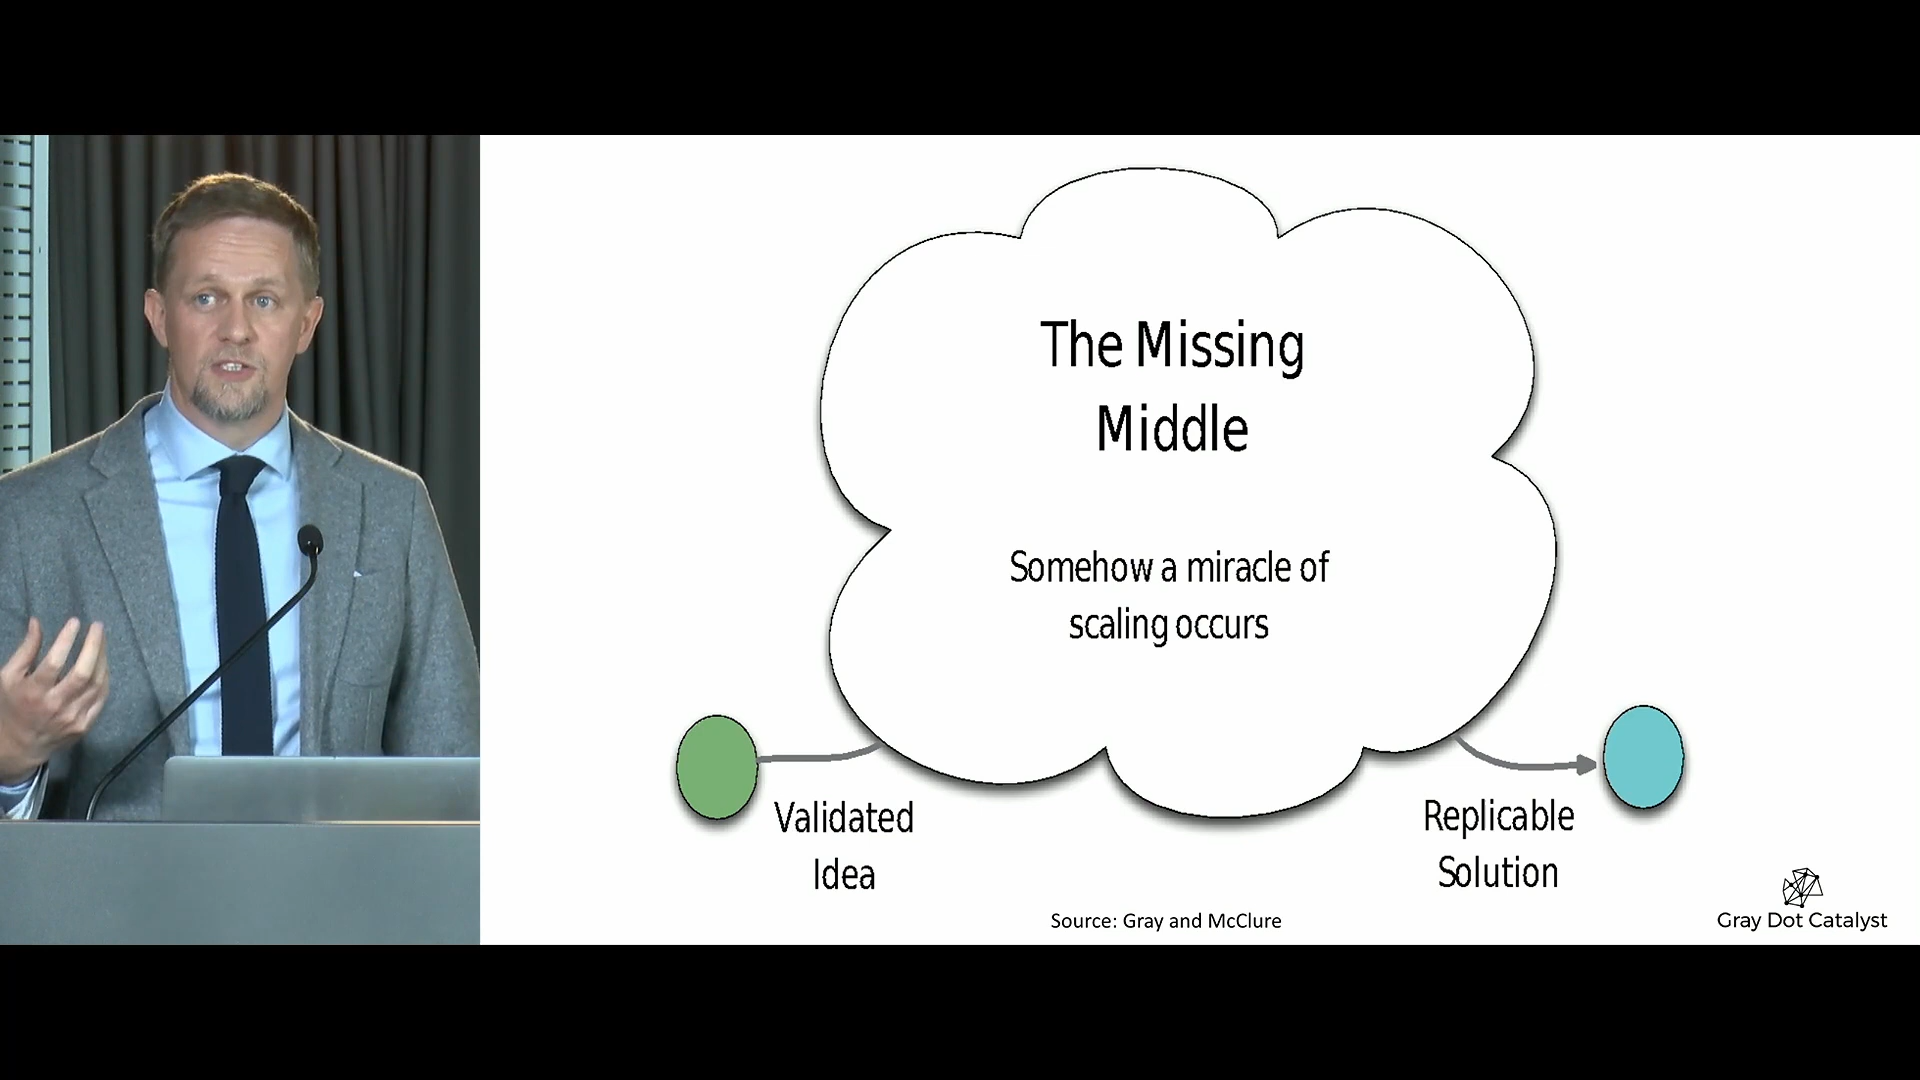 The Missing
Middle
Somehow a miracle of
scaling occurs
Validated
Idea
Replicable
Solution
Source: Gray and McClure
Gray Dot Catalyst